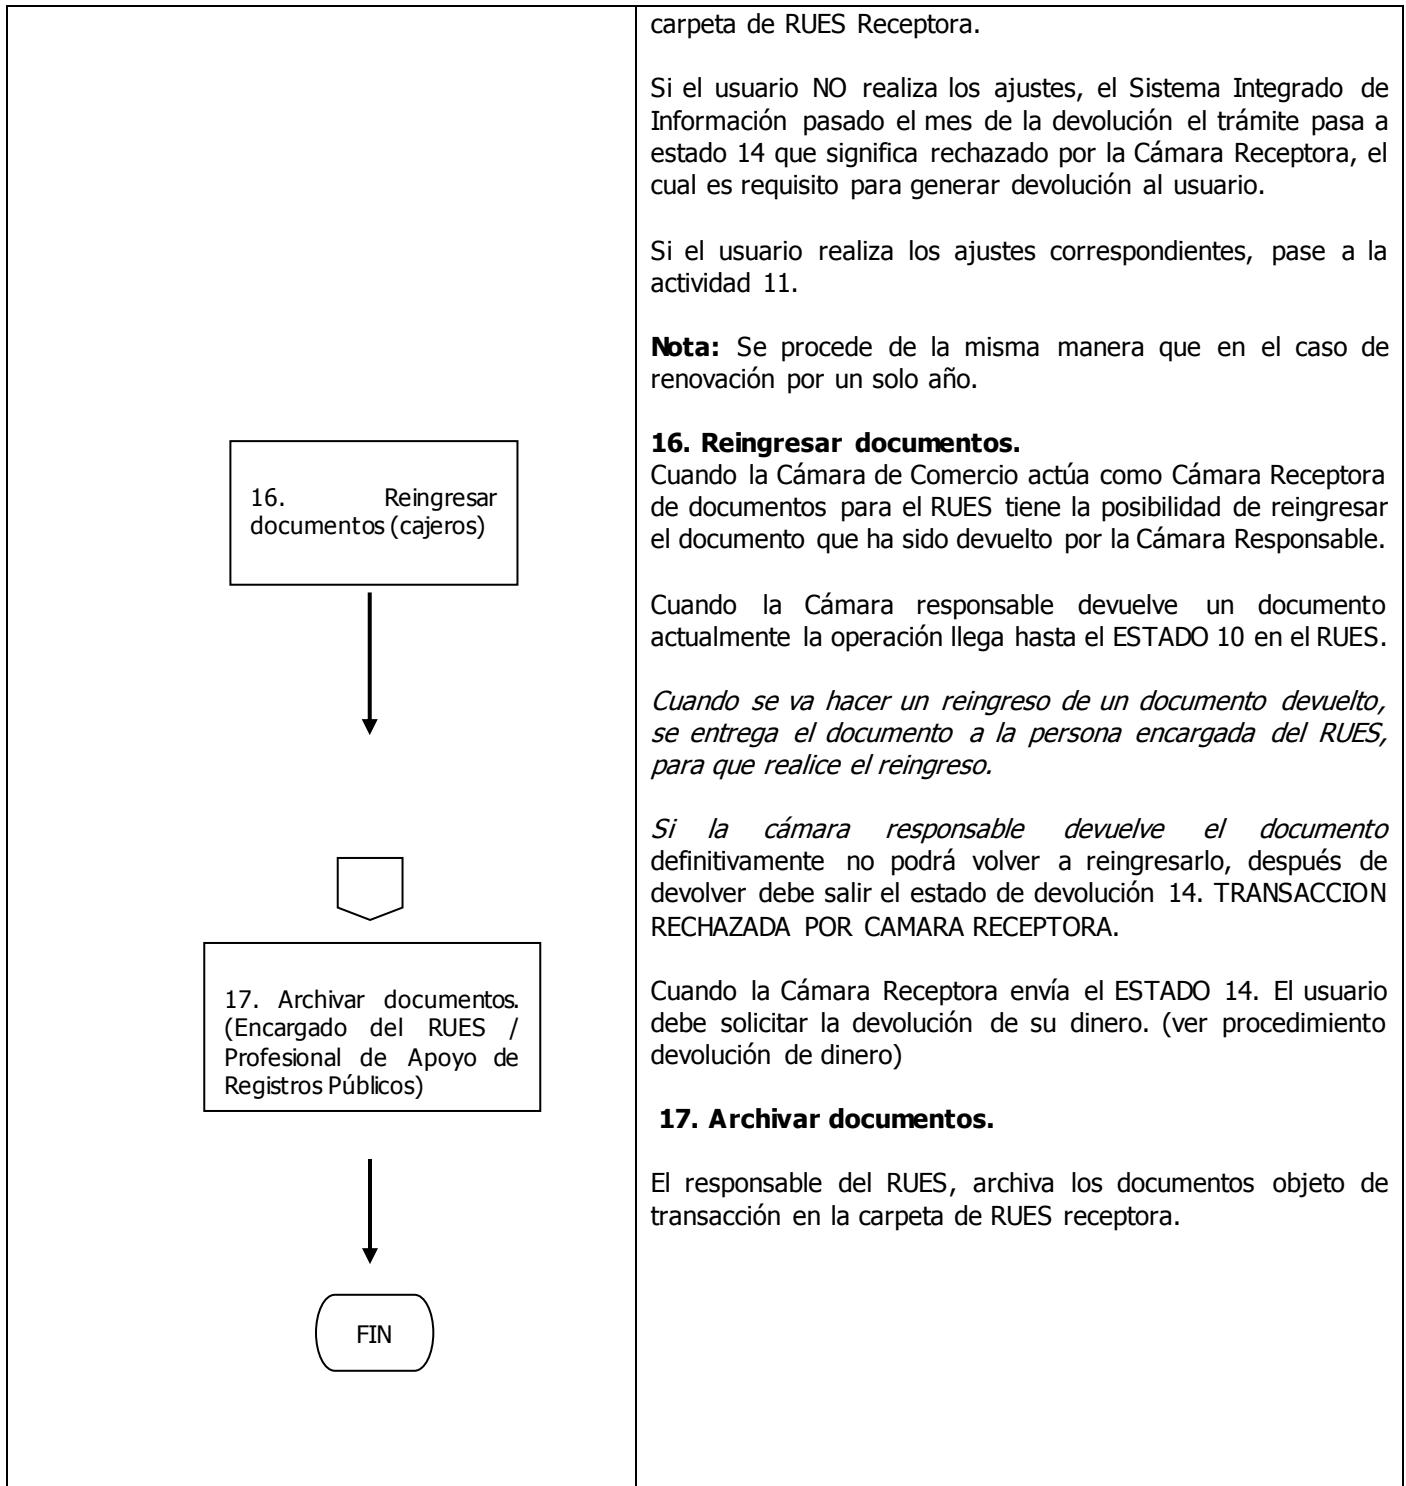 carpeta de RUES Receptora.
Si el usuario NO realiza los ajustes, el Sistema Integrado de
Información pasado el mes de la devolución el trámite pasa a
estado 14 que significa rechazado por la Cámara Receptora, el
cual es requisito para generar devolución al usuario.
Si el usuario realiza los ajustes correspondientes, pase a la
actividad 11.
Nota: Se procede de la misma manera que en el caso de
renovación por un solo año.
16. Reingresar
documentos (cajeros)
16. Reingresar documentos.
Cuando la Cámara de Comercio actúa como Cámara Receptora
de documentos para el RUES tiene la posibilidad de reingresar
el documento que ha sido devuelto por la Cámara Responsable.
Cuando la Cámara responsable devuelve un documento
actualmente la operación llega hasta el ESTADO 10 en el RUES.
Cuando se va hacer un reingreso de un documento devuelto,
se entrega el documento a la persona encargada del RUES,
para que realice el reingreso.
Si la cámara responsable devuelve el documento
definitivamente no podrá volver a reingresarlo, después de
devolver debe salir el estado de devolución 14. TRANSACCION
RECHAZADA POR CAMARA RECEPTORA.
Cuando la Cámara Receptora envía el ESTADO 14. El usuario
debe solicitar la devolución de su dinero. (ver procedimiento
devolución de dinero)
17. Archivar documentos.
(Encargado del RUES /
Profesional de Apoyo de
Registros Públicos)
17. Archivar documentos.
El responsable del RUES, archiva los documentos objeto de
transacción en la carpeta de RUES receptora.
FIN